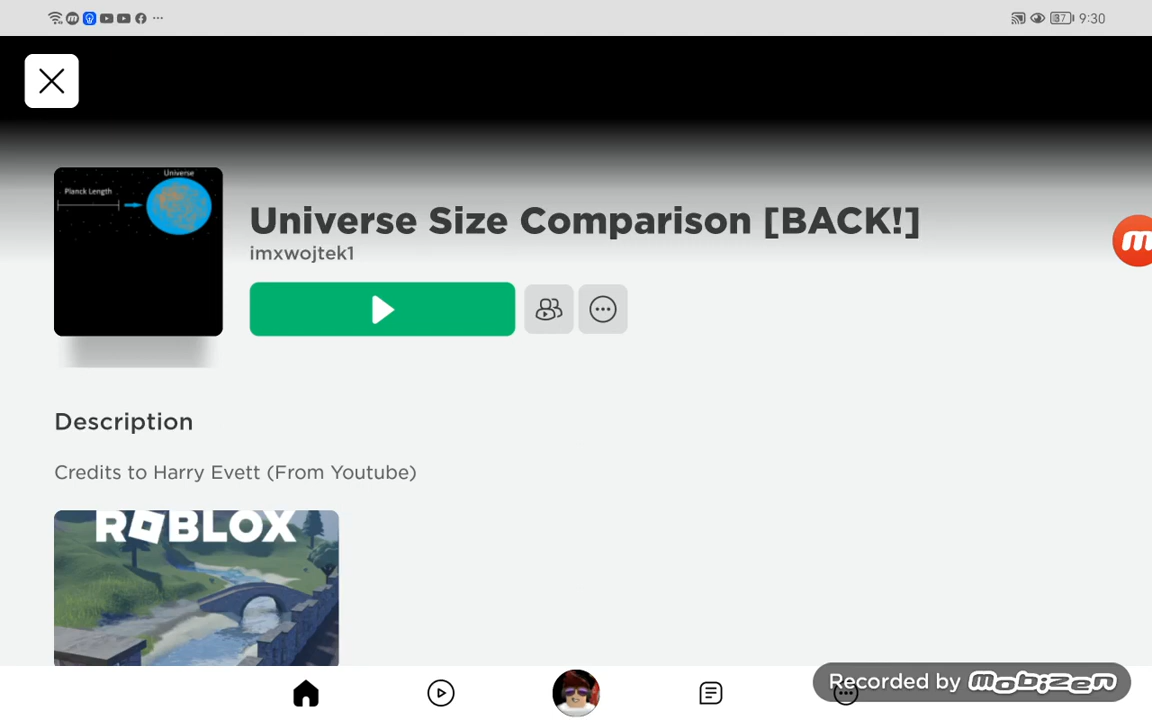 37 9:30
Universe
Planck Length
Universe Size Comparison [BACK!]
imxwojtek1
Description
Credits to Harry Evett (From Youtube)
ROBLOX
Recorded by mobizen